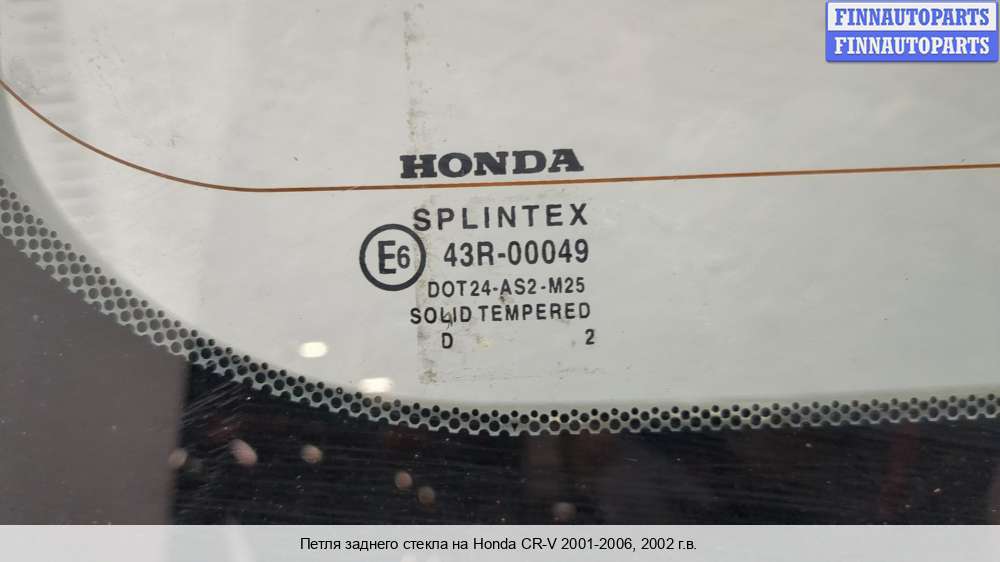 FINNAUTOPARTS
FINNAUTOPARTS
HONDA
SPLINTEX
E6 43R-00049
DOT24-AS2-M25
SOLID TEMPERED
D 2
Петля заднего стекла на Honda CR-V 2001-2006, 2002 г.в.